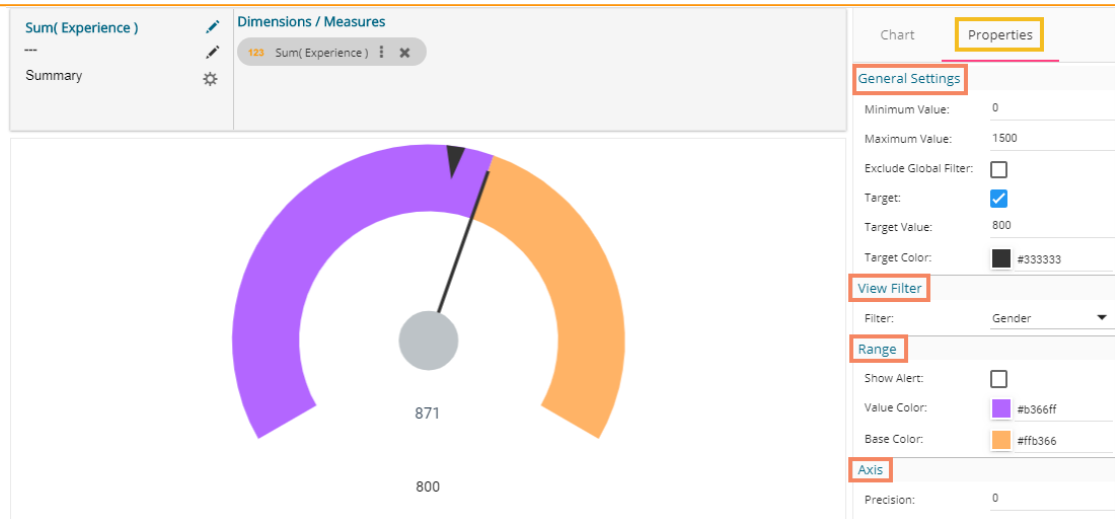 Sum( Experience )
---
Summary
Dimensions / Measures
123 Sum( Experience )
871
800
Chart Properties
General Settings
Minimum Value: 0
Maximum Value: 1500
Exclude Global Filter:
Target:
Target Value: 800
Target Color: #333333
View Filter
Filter: Gender
Range
Show Alert:
Value Color: #b366ff
Base Color: #ffb366
Axis
Precision: 0